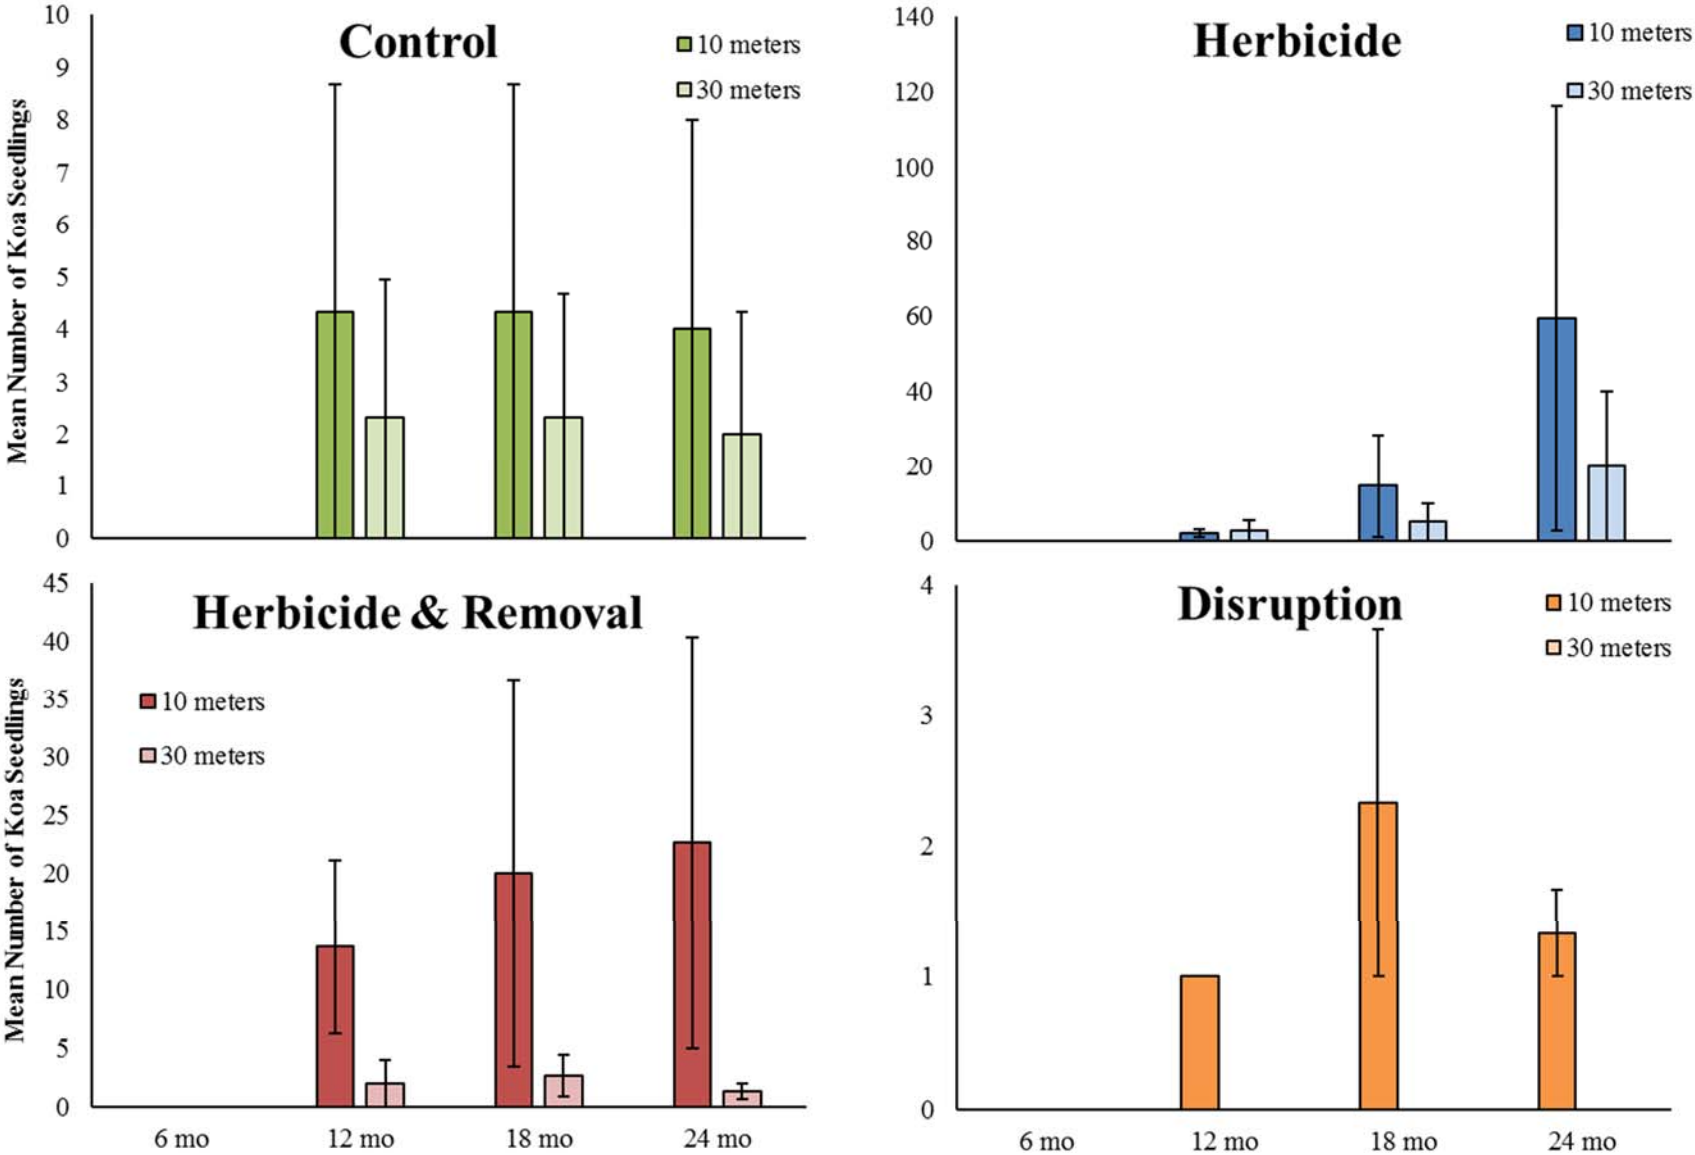 Control
10 meters
30 meters
Mean Number of Koa Seedlings
10
9
8
7
6
5
4
3
2
1
0
Herbicide
10 meters
30 meters
140
120
100
80
60
40
20
0
Herbicide & Removal
10 meters
30 meters
Mean Number of Koa Seedlings
45
40
35
30
25
20
15
10
5
0
6 mo 12 mo 18 mo 24 mo
Disruption
10 meters
30 meters
4
3
2
1
0
6 mo 12 mo 18 mo 24 mo